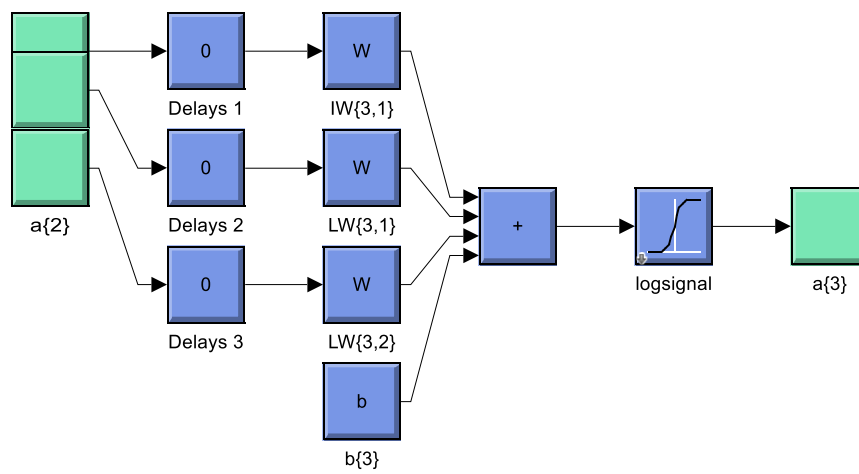 0 W
Delays 1 IW{3,1}
0 W
a{2} Delays 2 LW{3,1} +
logsignal a{3}
0 W
Delays 3 LW{3,2}
b
b{3}